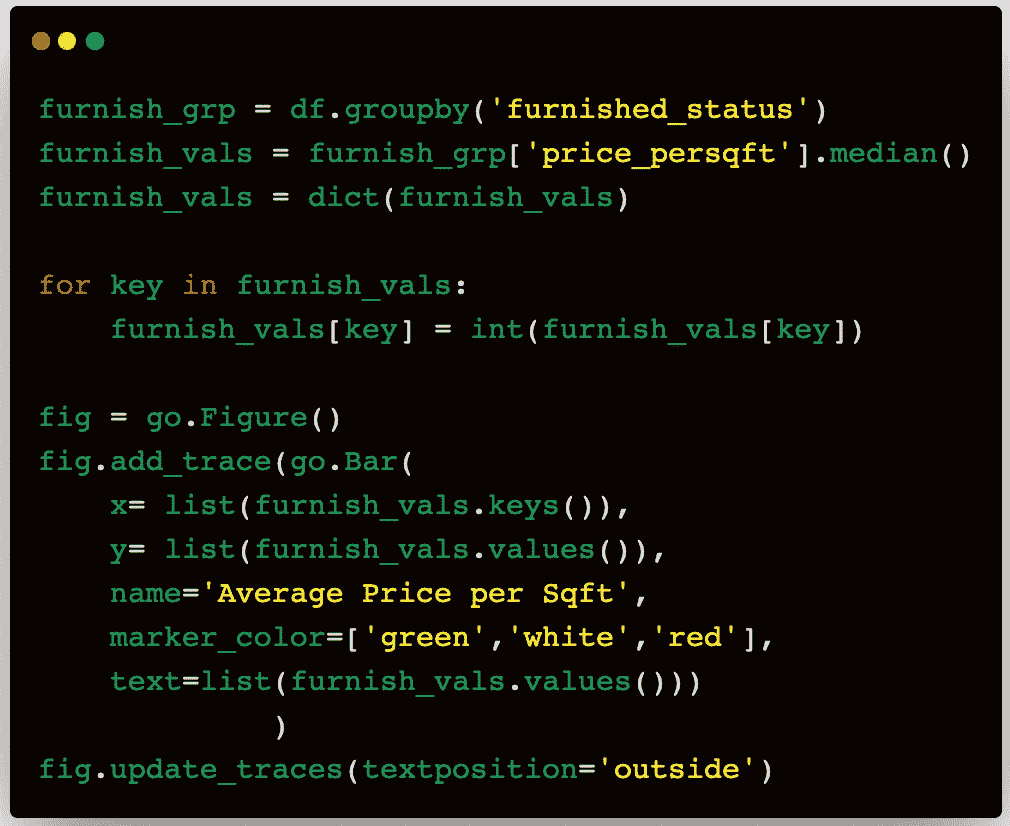 furnish_grp = df.groupby('furnished_status')
furnish_vals = furnish_grp['price_persqft'].median()
furnish_vals = dict(furnish_vals)
for key in furnish_vals:
    furnish_vals[key] = int(furnish_vals[key])
fig = go.Figure()
fig.add_trace(go.Bar(
    x= list(furnish_vals.keys()),
    y= list(furnish_vals.values()),
    name='Average Price per Sqft',
    marker_color=['green','white','red'],
    text=list(furnish_vals.values()))
             )
fig.update_traces(textposition='outside')